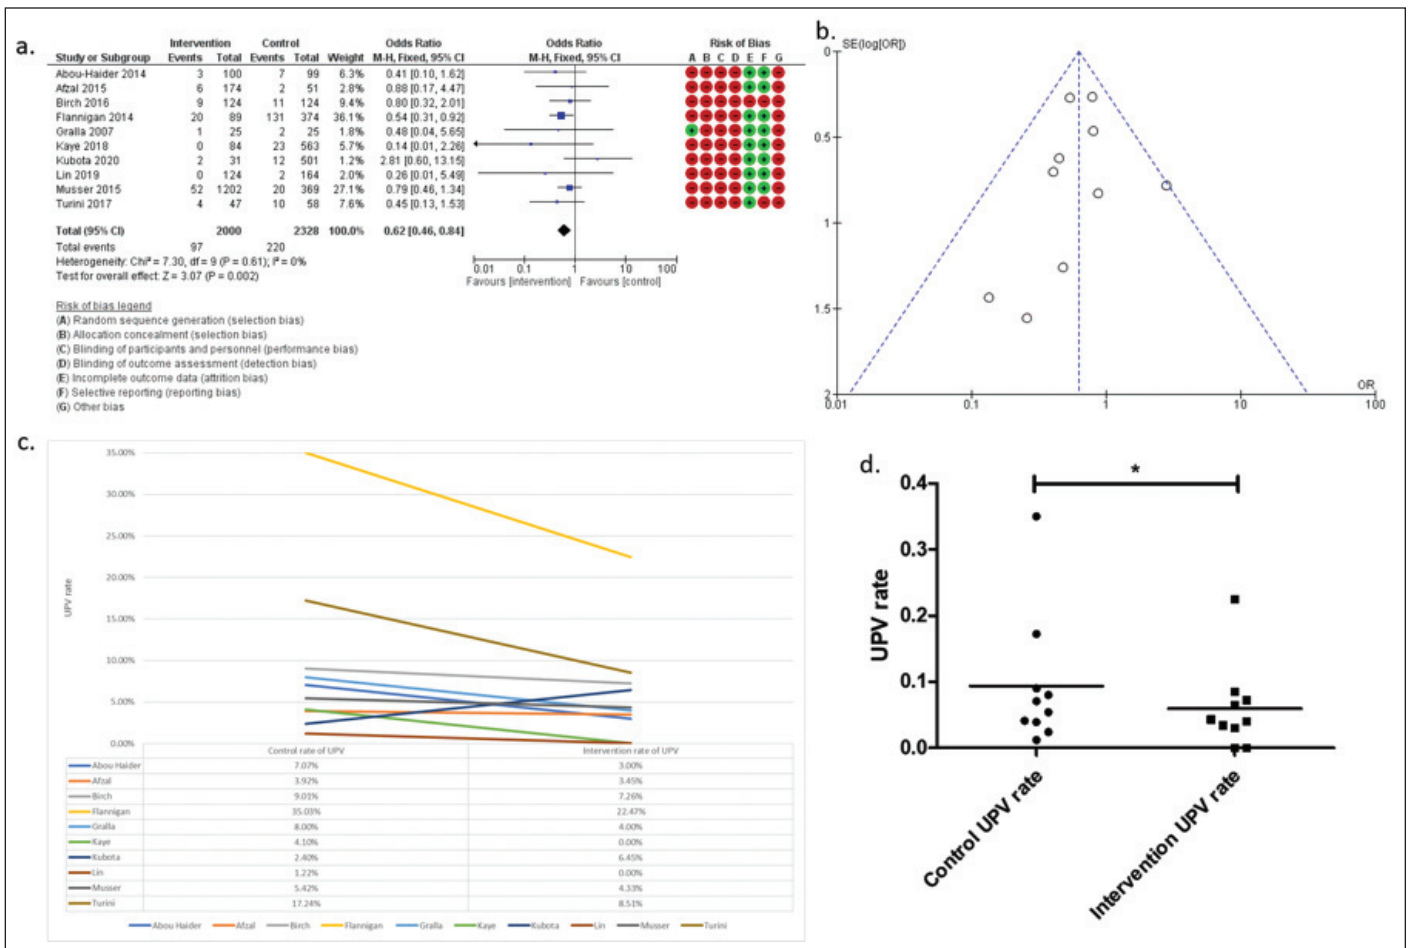 a.
Intervention Control Odds Ratio Odds Ratio Risk of Bias
Study or Subgroup Events Total Events Total Weight M-H, Fixed, 95% CI M-H, Fixed, 95% CI A B C D E F G
Abou-Haider 2014 3 100 7 99 6.3% 0.41 [0.10, 1.62]
Afzal 2015 6 174 2 51 2.8% 0.88 [0.17, 4.47]
Birch 2016 9 124 11 124 9.4% 0.80 [0.32, 2.01]
Flannigan 2014 20 89 131 374 36.1% 0.54 [0.31, 0.92]
Gralla 2007 1 25 2 25 1.8% 0.48 [0.04, 5.65]
Kaye 2018 0 84 23 563 5.7% 0.14 [0.01, 2.26]
Kubota 2020 2 31 12 501 1.2% 2.81 [0.60, 13.15]
Lin 2019 0 124 2 164 2.0% 0.26 [0.01, 5.49]
Musser 2015 52 1202 20 369 27.1% 0.79 [0.46, 1.34]
Turini 2017 4 47 10 58 7.6% 0.45 [0.13, 1.53]
Total (95% CI) 2000 2328 100.0% 0.62 [0.46, 0.84]
Total events 97 220
Heterogeneity: Chi² = 7.30, df = 9 (P = 0.61); I² = 0%
Test for overall effect: Z = 3.07 (P = 0.002)
0.01 0.1 1 10 100
Favours [intervention] Favours [control]
Risk of bias legend
(A) Random sequence generation (selection bias)
(B) Allocation concealment (selection bias)
(C) Blinding of participants and personnel (performance bias)
(D) Blinding of outcome assessment (detection bias)
(E) Incomplete outcome data (attrition bias)
(F) Selective reporting (reporting bias)
(G) Other bias
b.
SE(log[OR])
0
0.5
1
1.5
2
OR
0.01 0.1 1 10 100
c.
35.00%
30.00%
25.00%
20.00%
15.00%
10.00%
5.00%
0.00%
UPV rate
Control rate of UPV Intervention rate of UPV
Abou Haider 7.07% 3.00%
Afzal 3.92% 3.45%
Birch 9.01% 7.26%
Flannigan 35.03% 22.47%
Gralla 8.00% 4.00%
Kaye 4.10% 0.00%
Kubota 2.40% 6.45%
Lin 1.22% 0.00%
Musser 5.42% 4.33%
Turini 17.24% 8.51%
Abou Haider Afzal Birch Flannigan Gralla Kaye Kubota Lin Musser Turini
d.
*
0.4
0.3
0.2
0.1
0.0
UPV rate
Control UPV rate
Intervention UPV rate